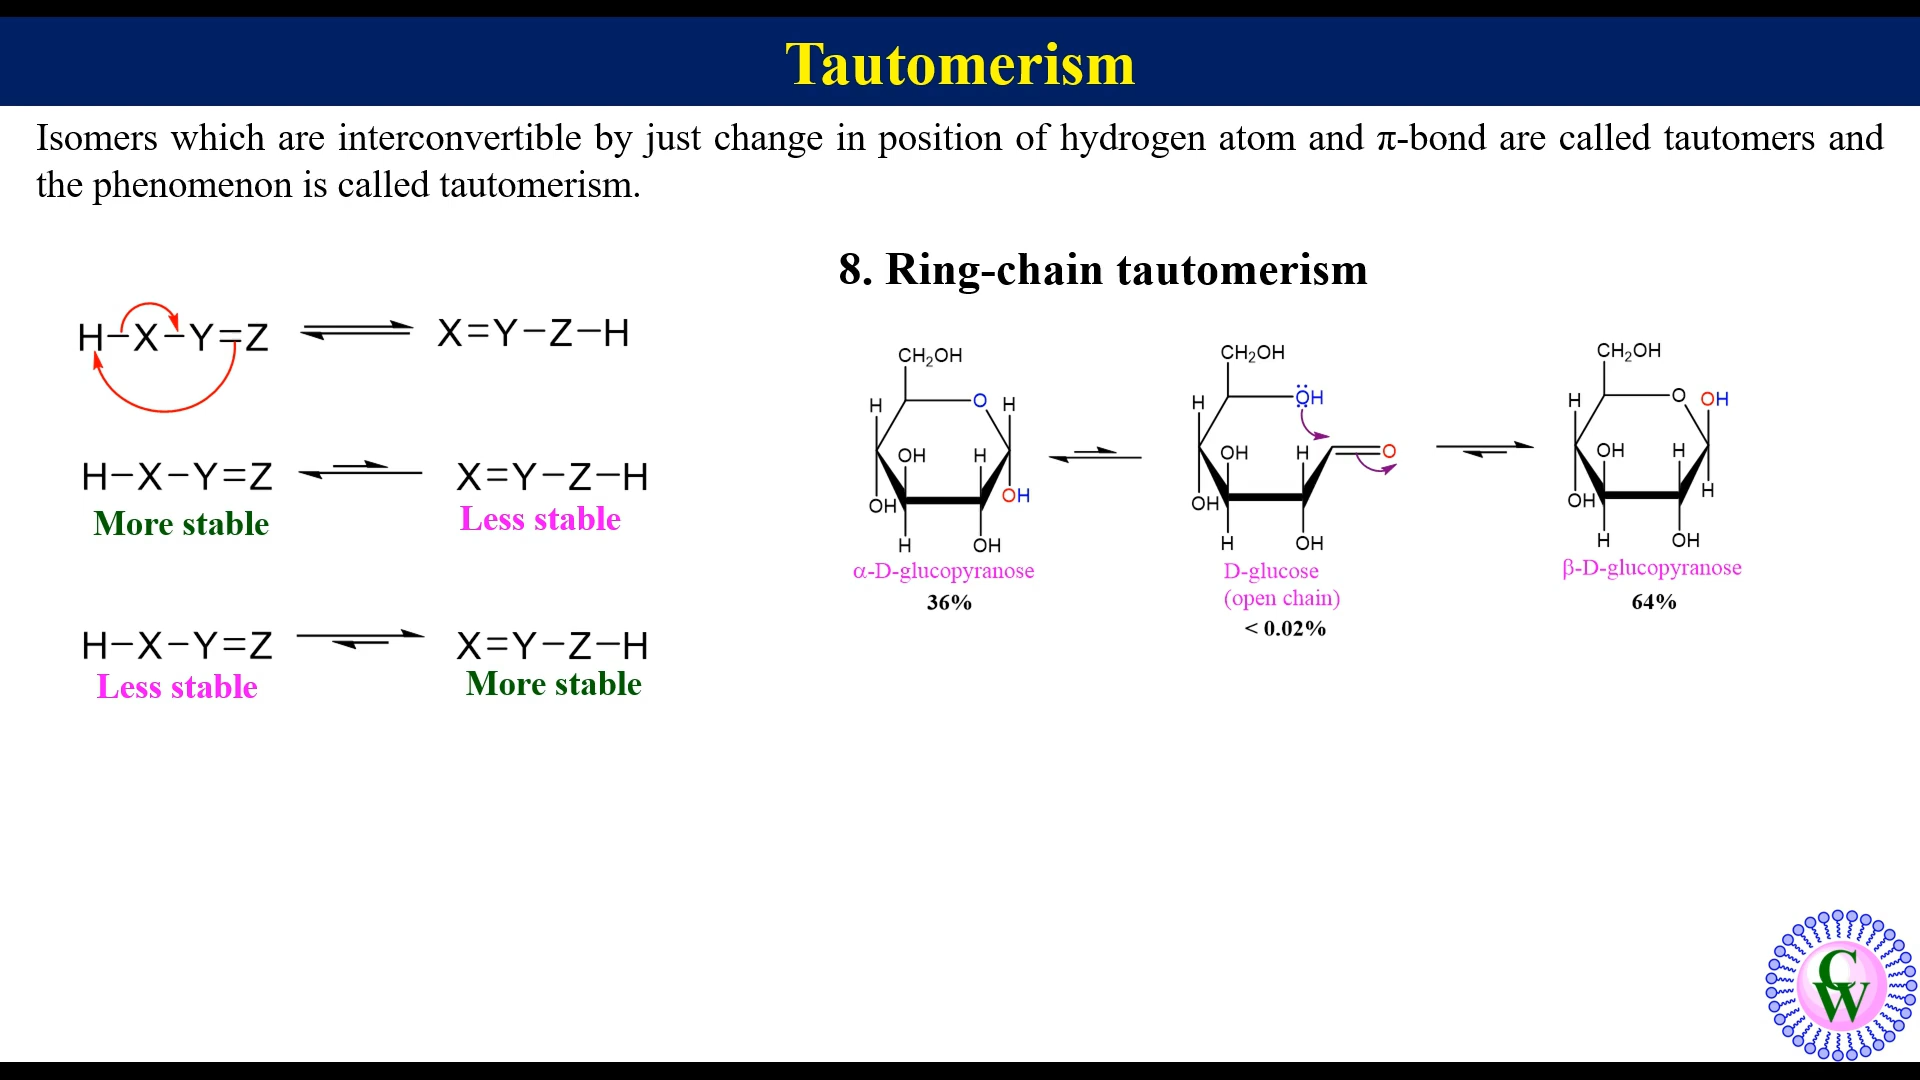 Tautomerism
Isomers which are interconvertible by just change in position of hydrogen atom and π-bond are called tautomers and
the phenomenon is called tautomerism.
H–X–Y=Z X=Y–Z–H
H–X–Y=Z X=Y–Z–H
More stable Less stable
H–X–Y=Z X=Y–Z–H
Less stable More stable
8. Ring-chain tautomerism
CH₂OH
H O H
OH H
OH OH
H OH
α-D-glucopyranose
36%
CH₂OH
H OH
OH H O
OH
H OH
D-glucose
(open chain)
< 0.02%
CH₂OH
H O OH
OH H
OH H
H OH
β-D-glucopyranose
64%
CW